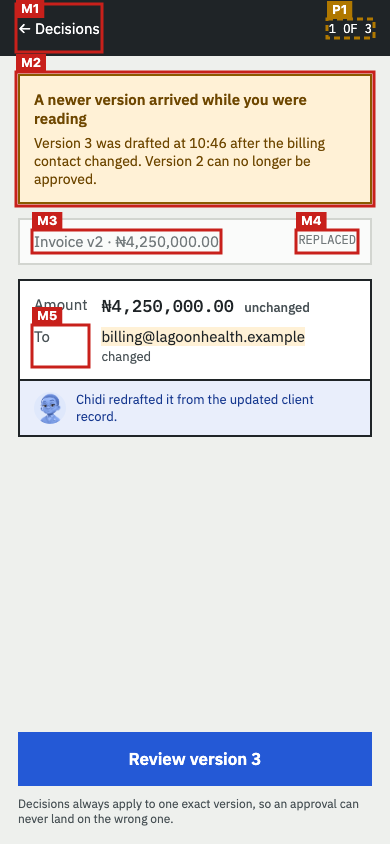 M1
P1
← Decisions
1 OF 3
M2
A newer version arrived while you were
reading
Version 3 was drafted at 10:46 after the billing
contact changed. Version 2 can no longer be
approved.
M3
M4
Invoice v2 · ₦4,250,000.00
REPLACED
Amount ₦4,250,000.00 unchanged
M5
To billing@lagoonhealth.example
changed
Chidi redrafted it from the updated client
record.
Review version 3
Decisions always apply to one exact version, so an approval can
never land on the wrong one.